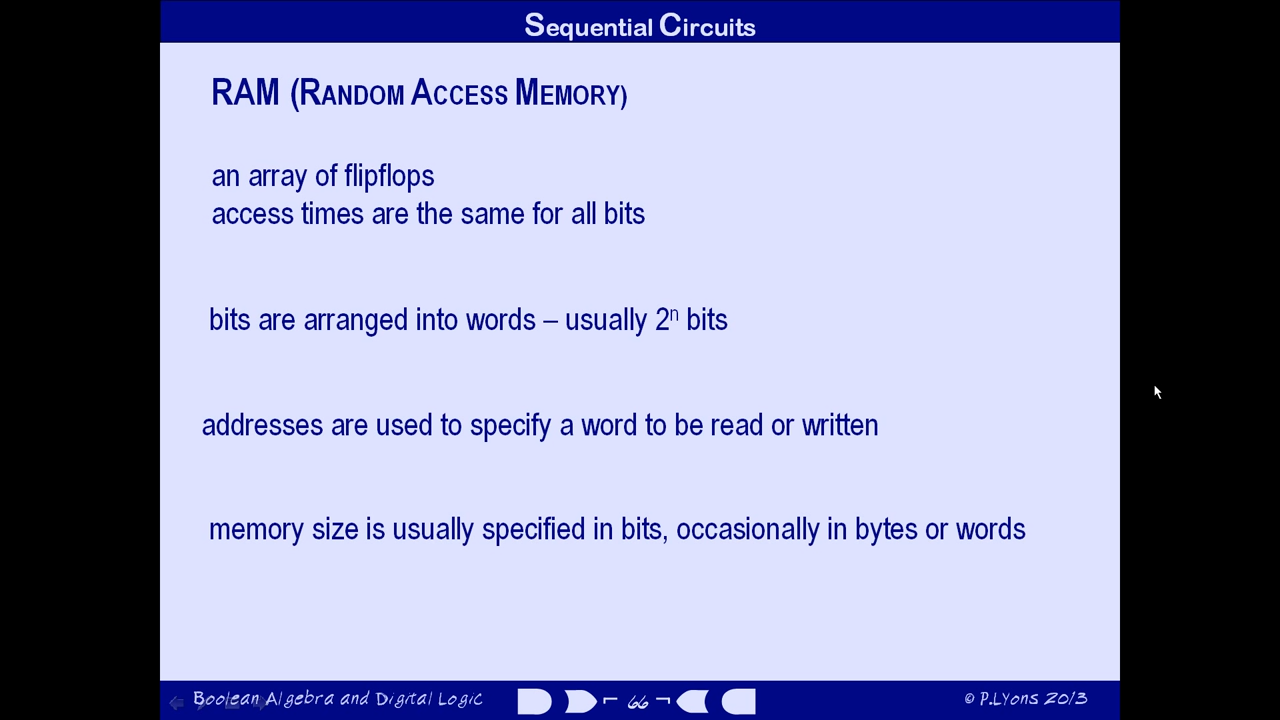 Sequential Circuits
RAM (RANDOM ACCESS MEMORY)
an array of flipflops
access times are the same for all bits
bits are arranged into words – usually 2ⁿ bits
addresses are used to specify a word to be read or written
memory size is usually specified in bits, occasionally in bytes or words
Boolean Algebra and Digital Logic
66
© P.Lyons 2013